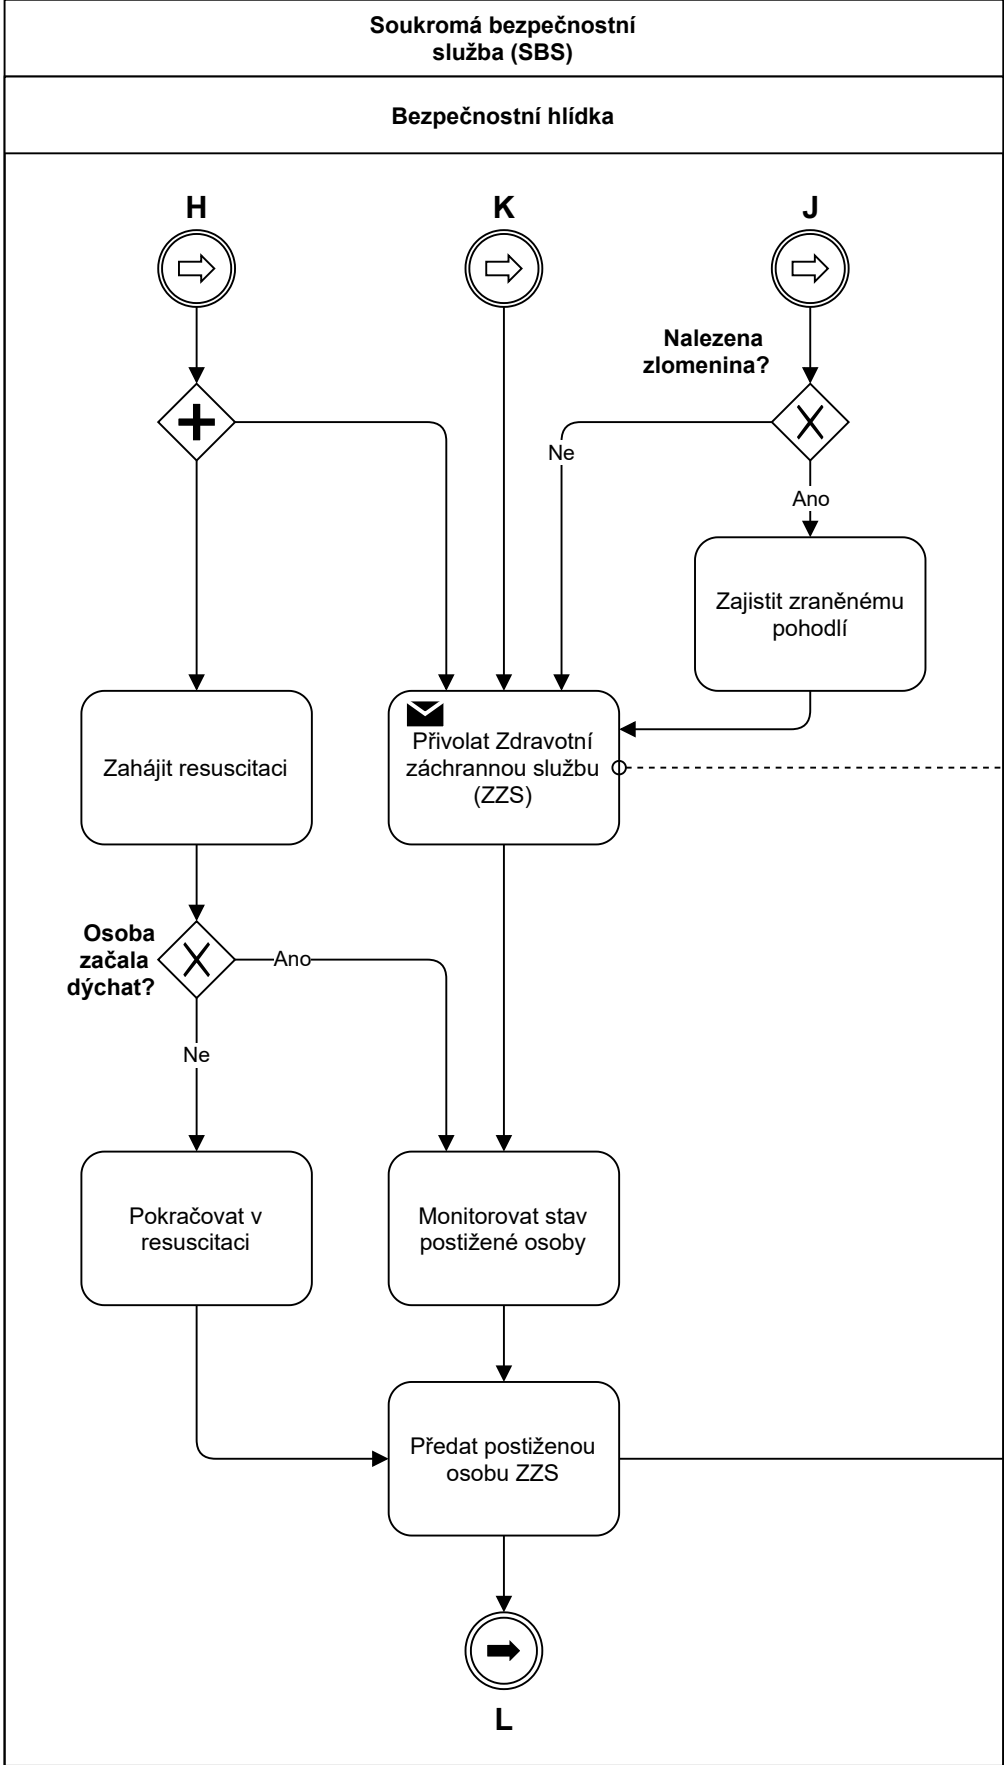 Soukromá bezpečnostní
služba (SBS)
Bezpečnostní hlídka
H
K
J
Nalezena
zlomenina?
Ne
Ano
Zajistit zraněnému
pohodlí
Zahájit resuscitaci
Přivolat Zdravotní
záchrannou službu
(ZZS)
Osoba
začala
dýchat?
Ano
Ne
Pokračovat v
resuscitaci
Monitorovat stav
postižené osoby
Předat postiženou
osobu ZZS
L